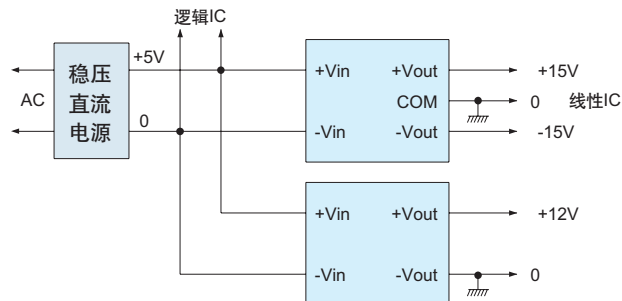 逻辑IC
稳压
直流
电源
AC
+5V
0
+Vin
+Vout
COM
-Vin
-Vout
+15V
0
线性IC
-15V
+Vin
+Vout
-Vin
-Vout
+12V
0